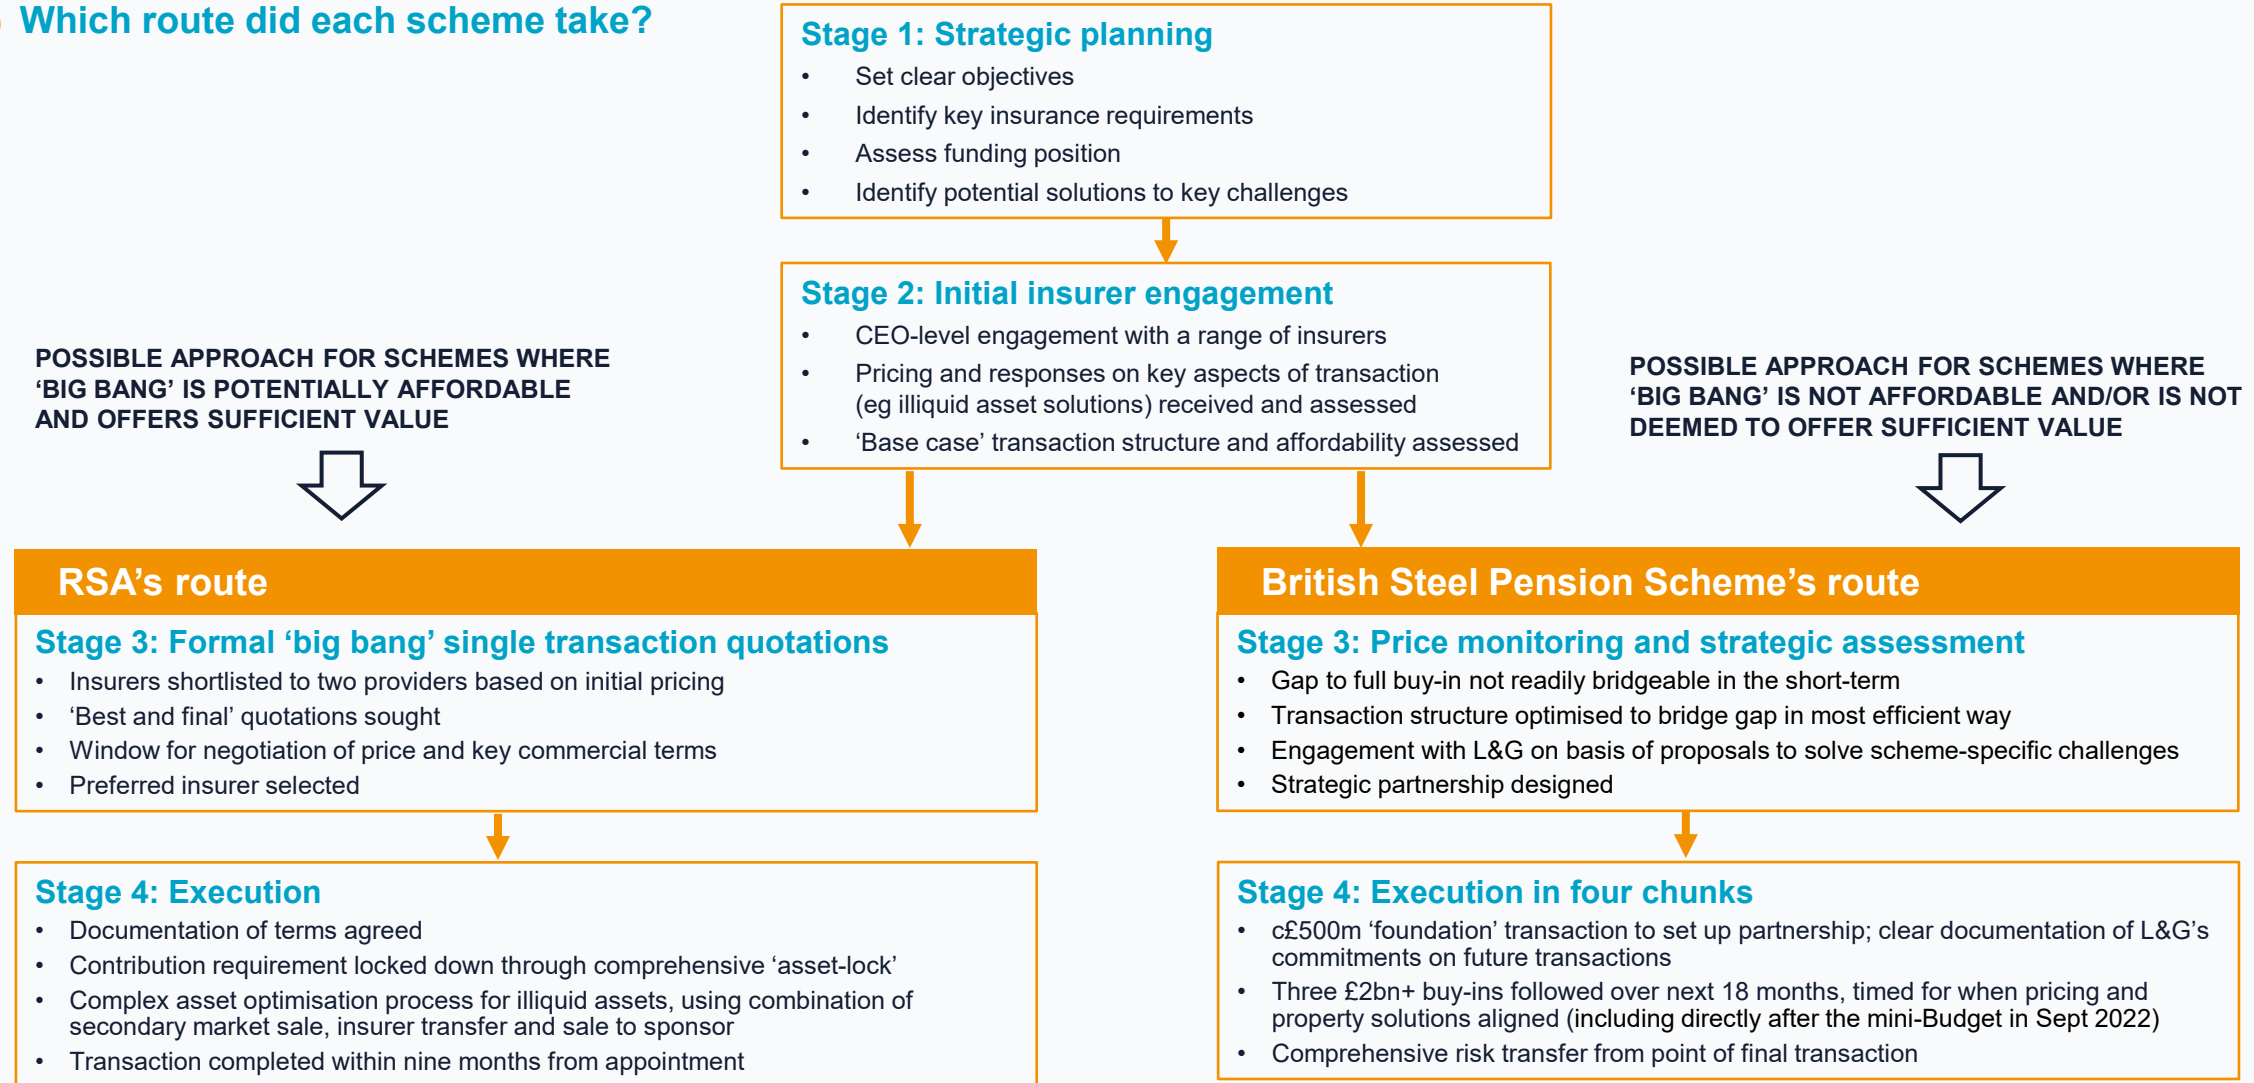 Which route did each scheme take?
Stage 1: Strategic planning
• Set clear objectives
• Identify key insurance requirements
• Assess funding position
• Identify potential solutions to key challenges
Stage 2: Initial insurer engagement
• CEO-level engagement with a range of insurers
• Pricing and responses on key aspects of transaction
(eg illiquid asset solutions) received and assessed
• ‘Base case’ transaction structure and affordability assessed
POSSIBLE APPROACH FOR SCHEMES WHERE
‘BIG BANG’ IS POTENTIALLY AFFORDABLE
AND OFFERS SUFFICIENT VALUE
POSSIBLE APPROACH FOR SCHEMES WHERE
‘BIG BANG’ IS NOT AFFORDABLE AND/OR IS NOT
DEEMED TO OFFER SUFFICIENT VALUE
RSA’s route
Stage 3: Formal ‘big bang’ single transaction quotations
• Insurers shortlisted to two providers based on initial pricing
• ‘Best and final’ quotations sought
• Window for negotiation of price and key commercial terms
• Preferred insurer selected
Stage 4: Execution
• Documentation of terms agreed
• Contribution requirement locked down through comprehensive ‘asset-lock’
• Complex asset optimisation process for illiquid assets, using combination of
secondary market sale, insurer transfer and sale to sponsor
• Transaction completed within nine months from appointment
British Steel Pension Scheme’s route
Stage 3: Price monitoring and strategic assessment
• Gap to full buy-in not readily bridgeable in the short-term
• Transaction structure optimised to bridge gap in most efficient way
• Engagement with L&G on basis of proposals to solve scheme-specific challenges
• Strategic partnership designed
Stage 4: Execution in four chunks
• c£500m ‘foundation’ transaction to set up partnership; clear documentation of L&G’s
commitments on future transactions
• Three £2bn+ buy-ins followed over next 18 months, timed for when pricing and
property solutions aligned (including directly after the mini-Budget in Sept 2022)
• Comprehensive risk transfer from point of final transaction